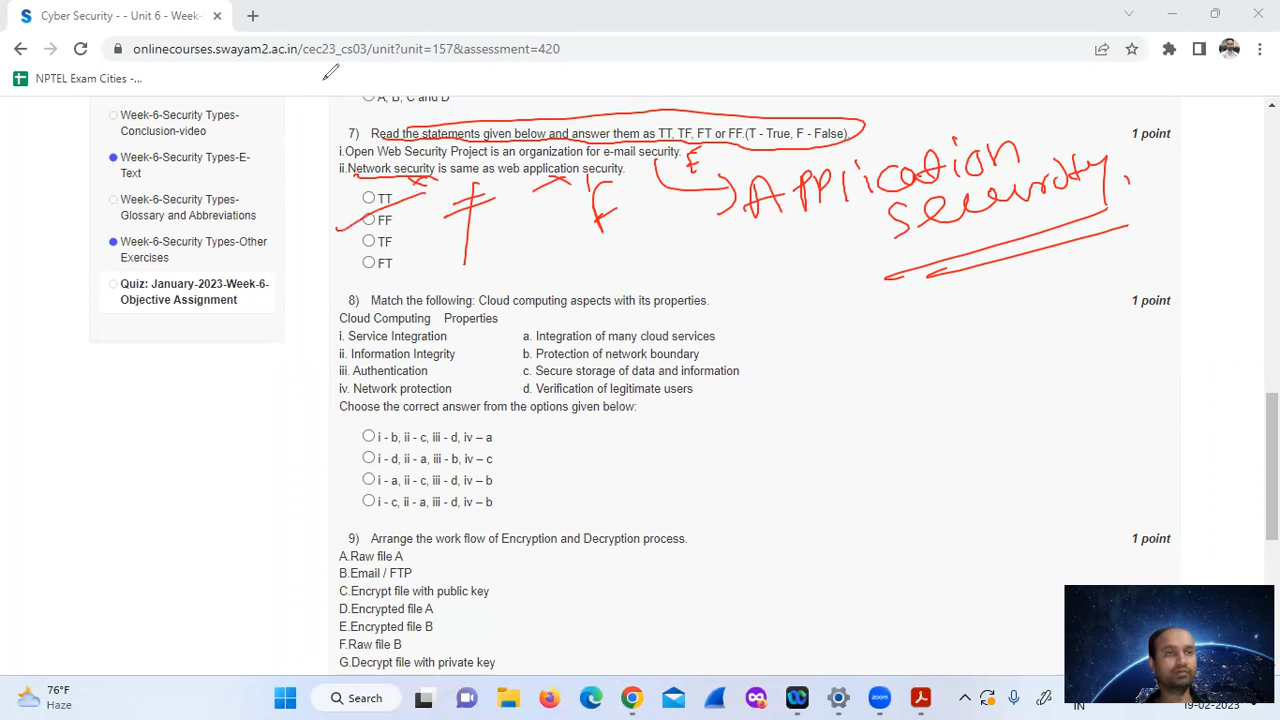 Cyber Security - - Unit 6 - Week-
onlinecourses.swayam2.ac.in/cec23_cs03/unit?unit=157&assessment=420
NPTEL Exam Cities -...
Week-6-Security Types-
Conclusion-video
Week-6-Security Types-E-
Text
Week-6-Security Types-
Glossary and Abbreviations
Week-6-Security Types-Other
Exercises
Quiz: January-2023-Week-6-
Objective Assignment
A, B, C and D
7) Read the statements given below and answer them as TT, TF, FT or FF.(T - True, F - False). 1 point
i.Open Web Security Project is an organization for e-mail security.
ii.Network security is same as web application security.
F
Application
security.
TT
FF
TF
FT
8) Match the following: Cloud computing aspects with its properties. 1 point
Cloud Computing Properties
i. Service Integration a. Integration of many cloud services
ii. Information Integrity b. Protection of network boundary
iii. Authentication c. Secure storage of data and information
iv. Network protection d. Verification of legitimate users
Choose the correct answer from the options given below:
i - b, ii - c, iii - d, iv – a
i - d, ii - a, iii - b, iv – c
i - a, ii - c, iii - d, iv – b
i - c, ii - a, iii - d, iv – b
9) Arrange the work flow of Encryption and Decryption process. 1 point
A.Raw file A
B.Email / FTP
C.Encrypt file with public key
D.Encrypted file A
E.Encrypted file B
F.Raw file B
G.Decrypt file with private key
76°F
Haze
Search
zoom
IN
19-02-2023